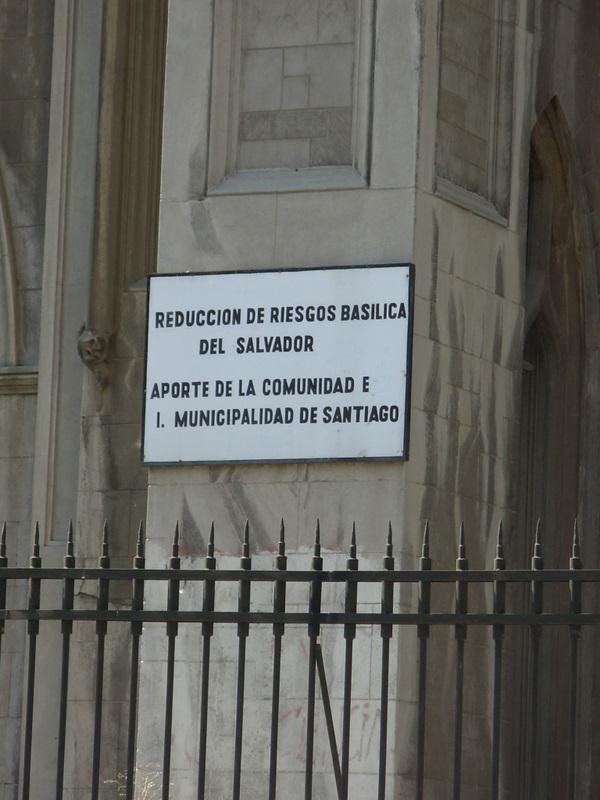 REDUCCION DE RIESGOS BASILICA
DEL SALVADOR
APORTE DE LA COMUNIDAD E
I. MUNICIPALIDAD DE SANTIAGO